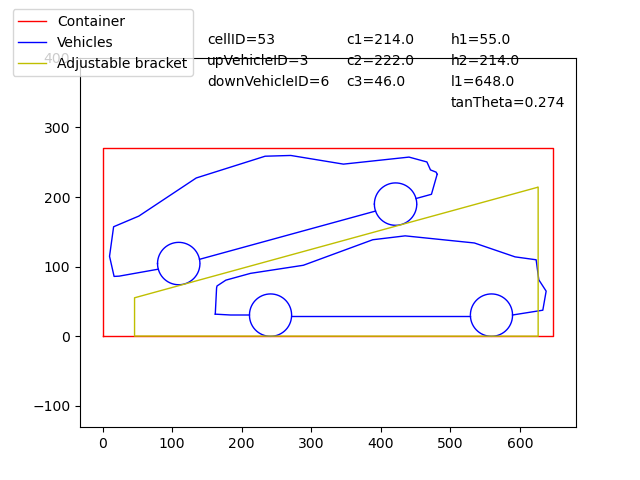 Container
Vehicles
Adjustable bracket
cellID=53
upVehicleID=3
downVehicleID=6
c1=214.0
c2=222.0
c3=46.0
h1=55.0
h2=214.0
l1=648.0
tanTheta=0.274
400
300
200
100
0
−100
0 100 200 300 400 500 600